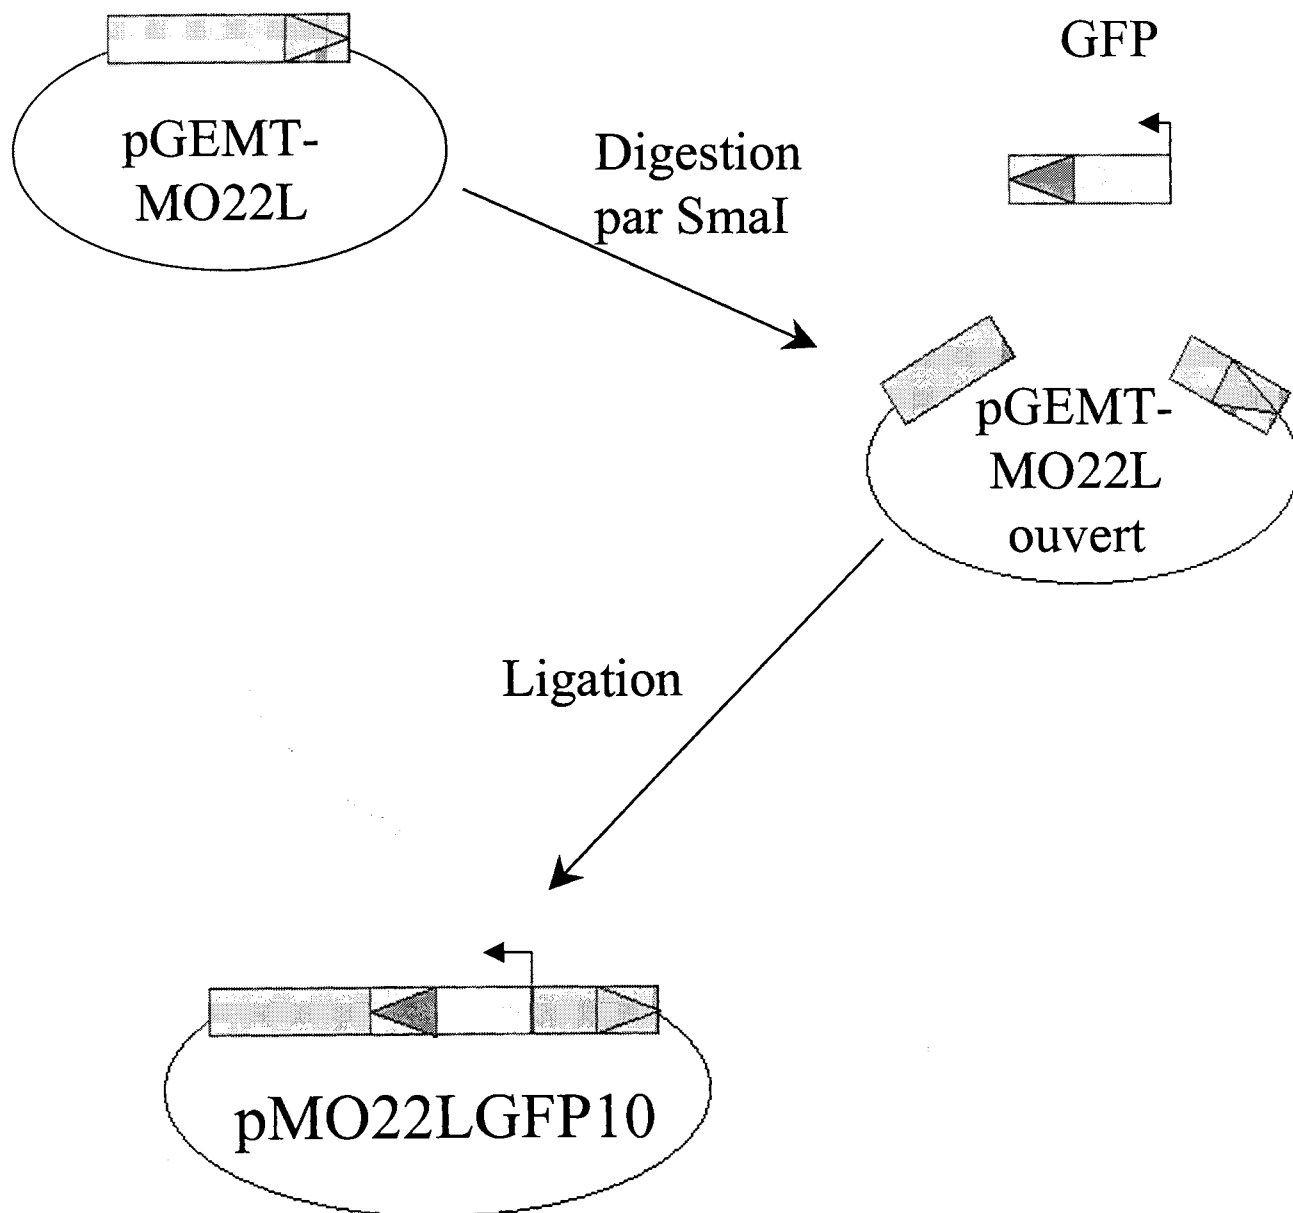 GFP
pGEMT-
MO22L
Digestion
par SmaI
pGEMT-
MO22L
ouvert
Ligation
pMO22LGFP10